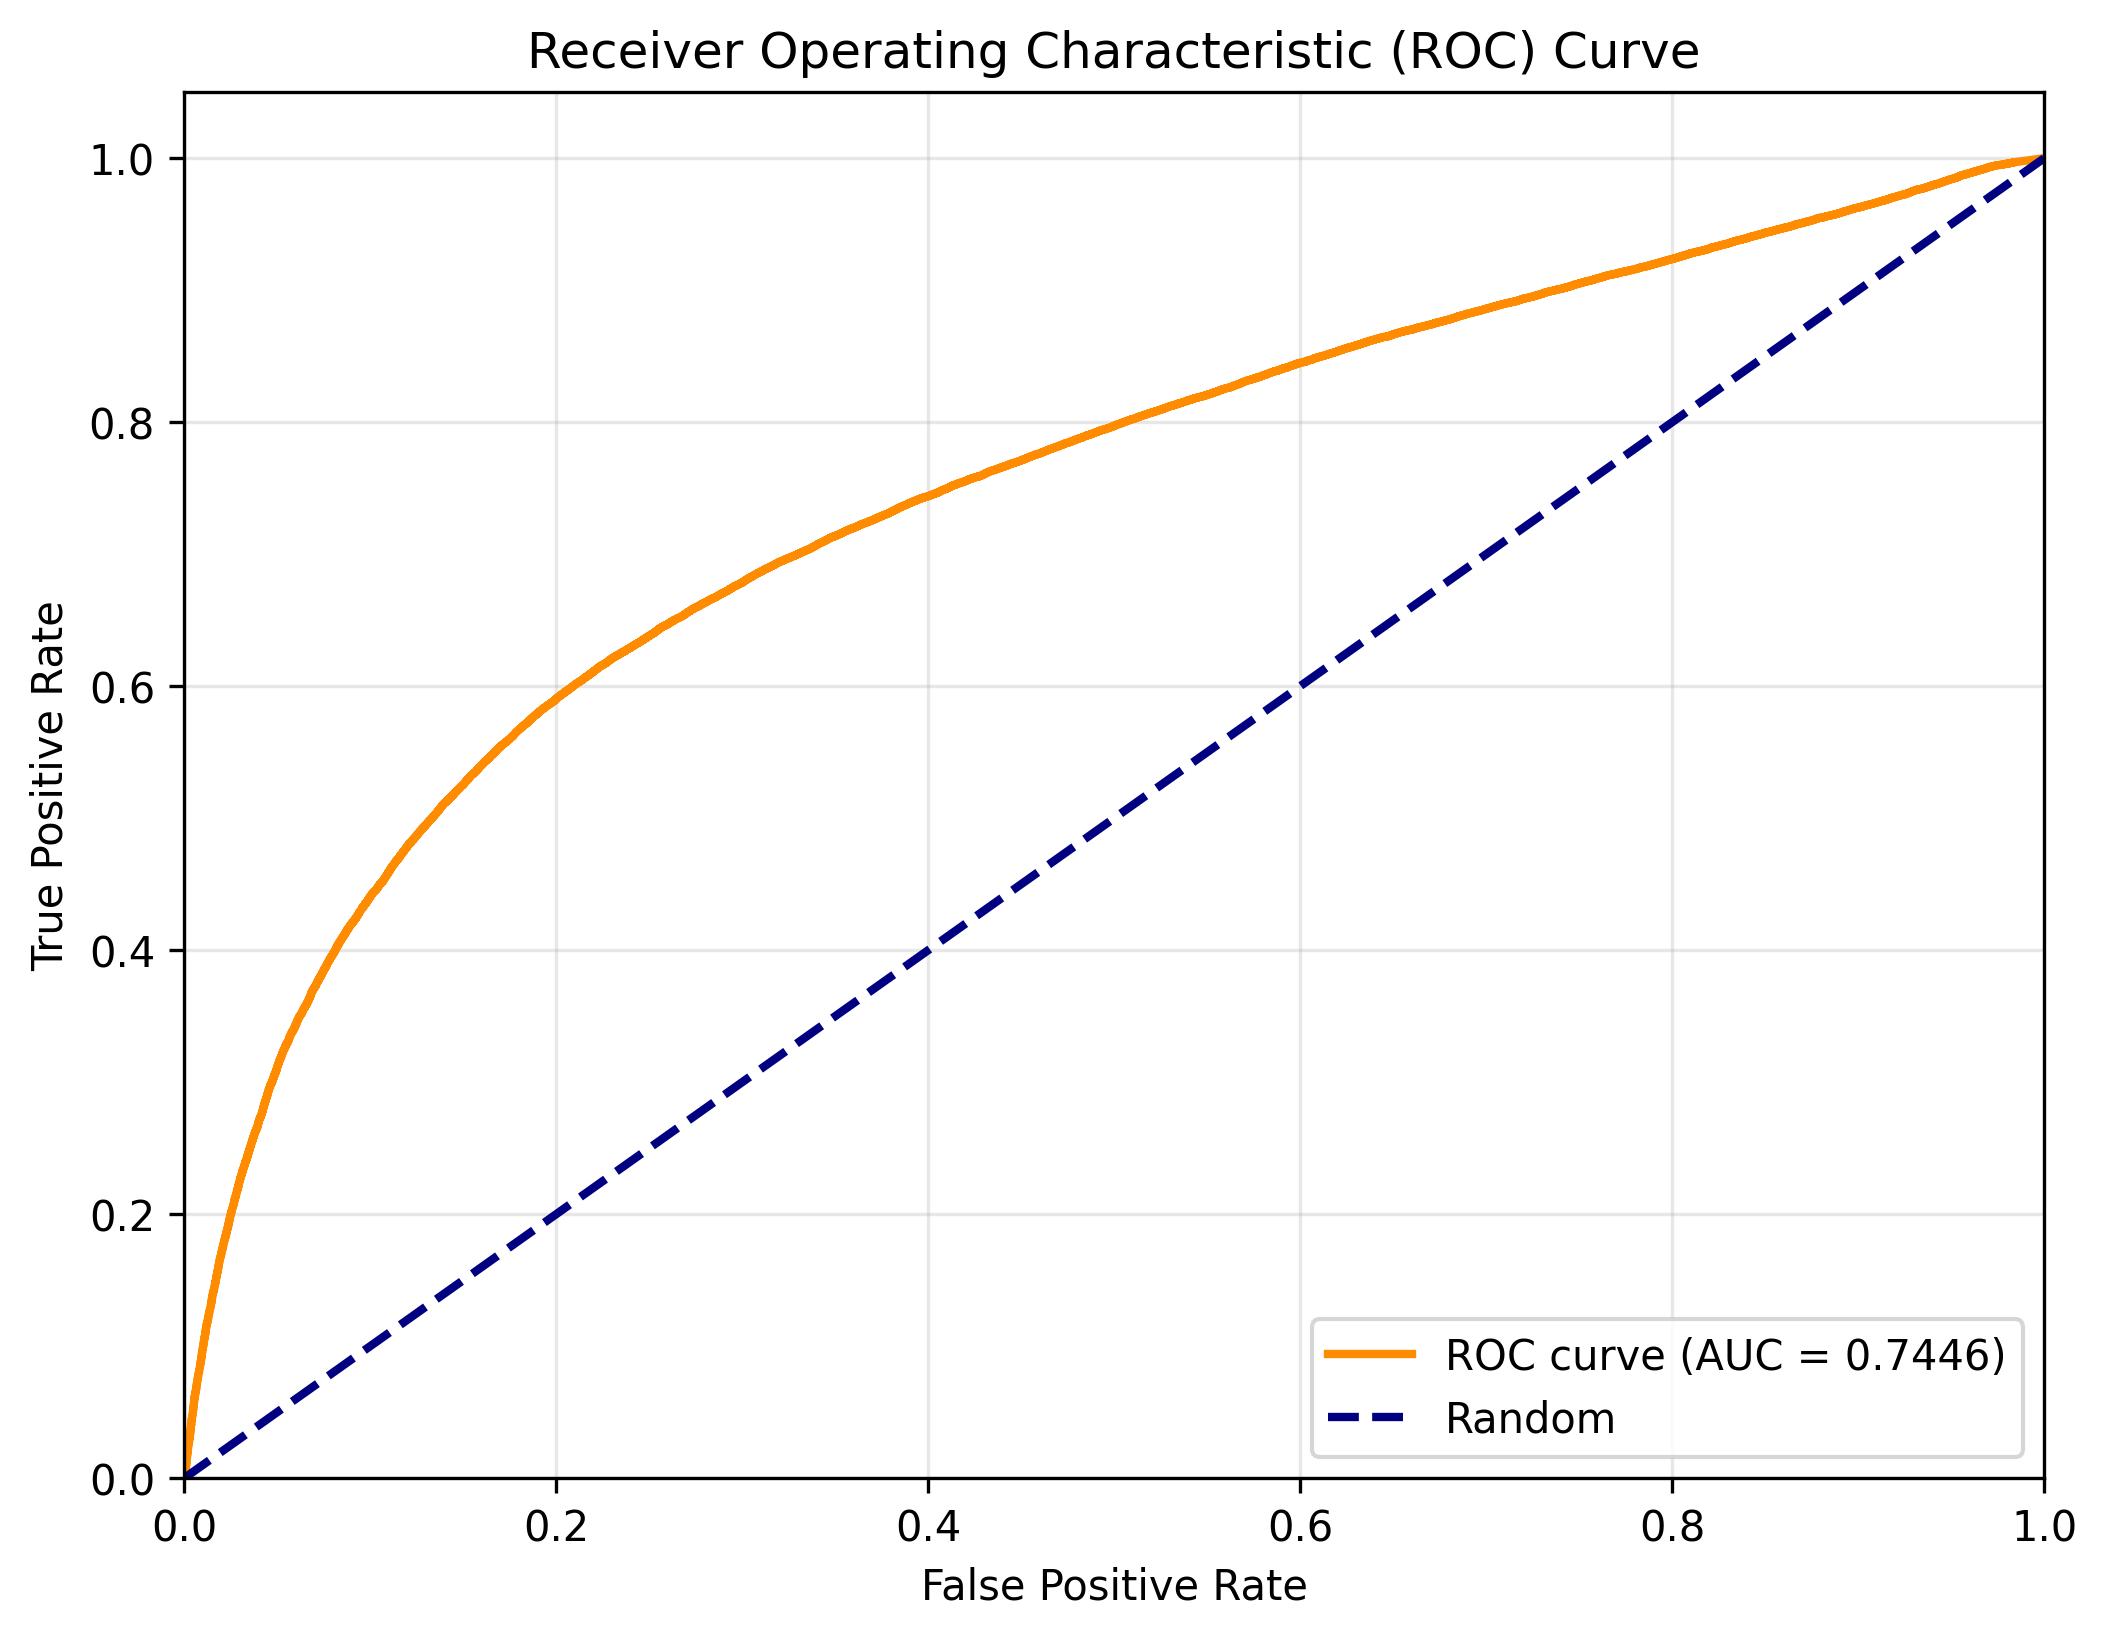 Receiver Operating Characteristic (ROC) Curve
1.0
0.8
0.6
0.4
0.2
0.0
True Positive Rate
ROC curve (AUC = 0.7446)
Random
0.0 0.2 0.4 0.6 0.8 1.0
False Positive Rate